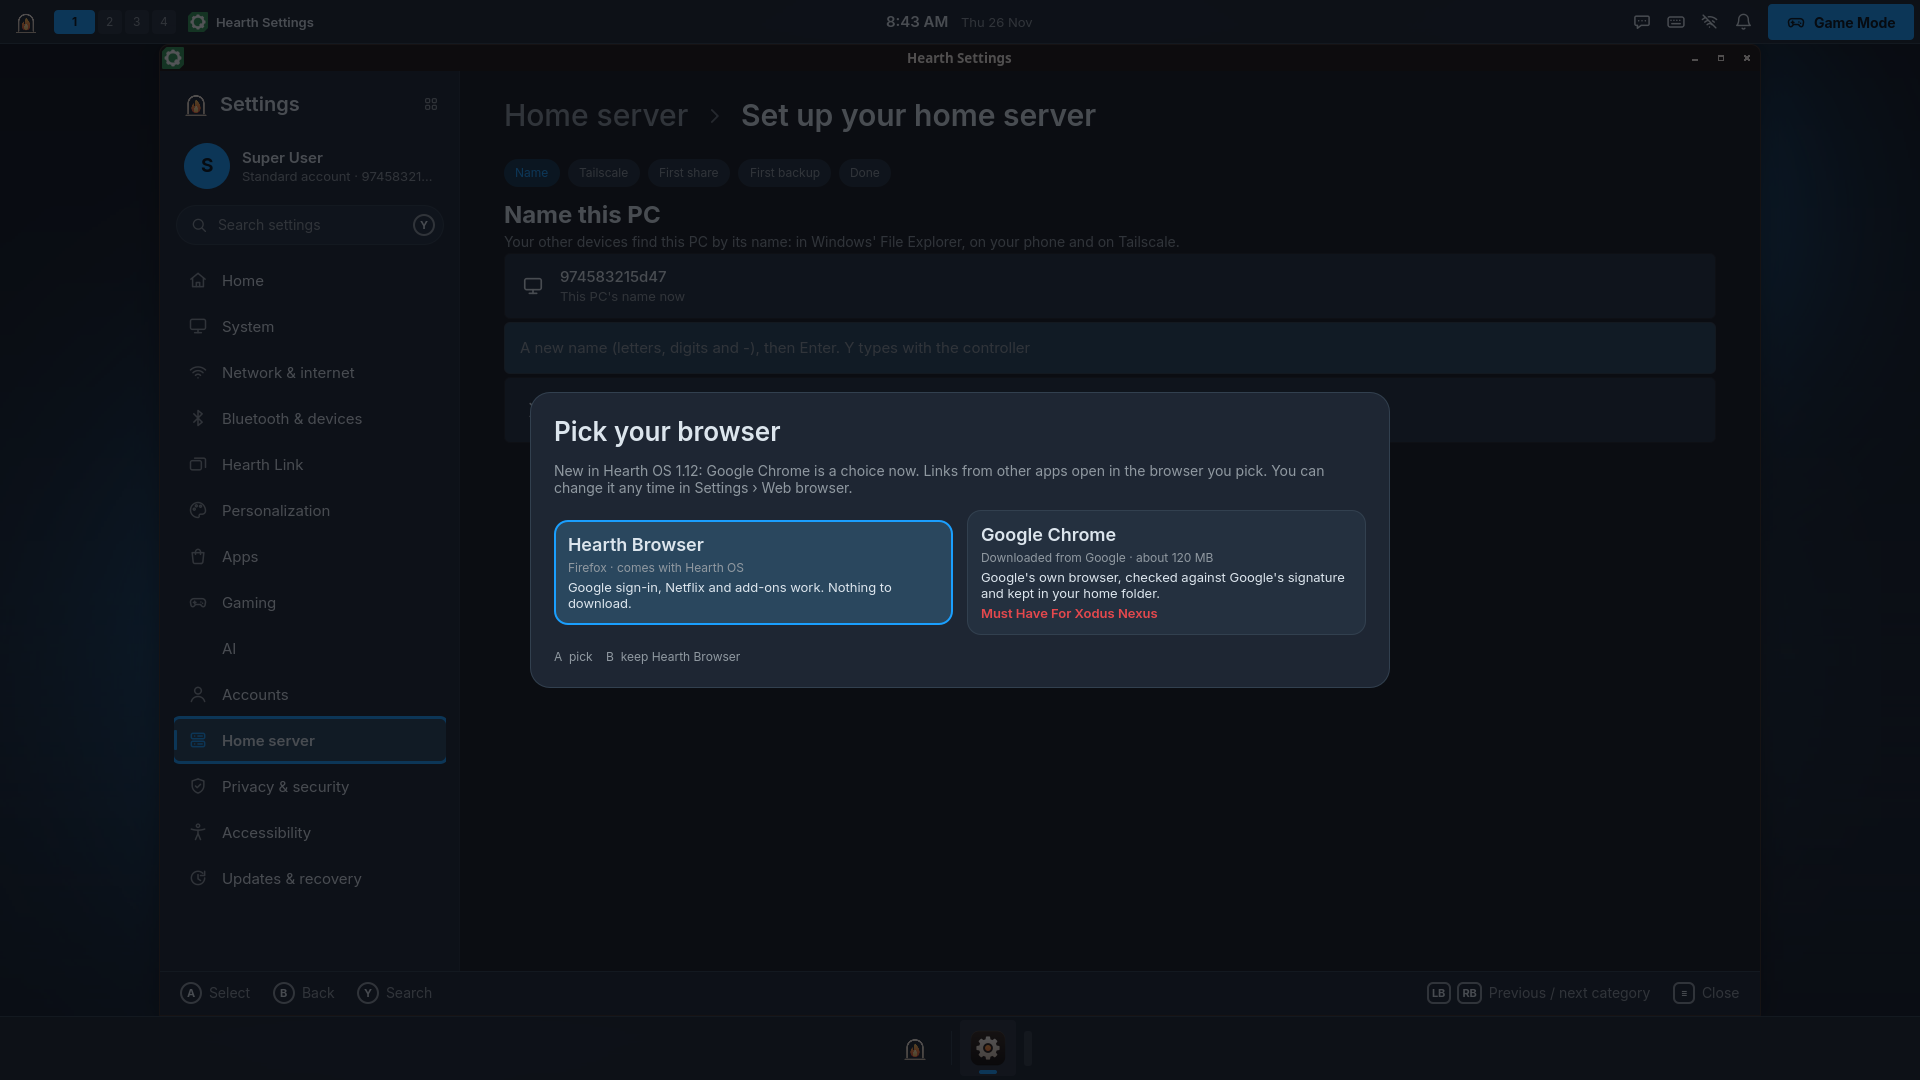 1 2 3 4 Hearth Settings 8:43 AM Thu 26 Nov Game Mode
Hearth Settings
Settings
S
Super User
Standard account · 97458321...
Search settings Y
Home
System
Network & internet
Bluetooth & devices
Hearth Link
Personalization
Apps
Gaming
AI
Accounts
Home server
Privacy & security
Accessibility
Updates & recovery
Home server › Set up your home server
Name Tailscale First share First backup Done
Name this PC
Your other devices find this PC by its name: in Windows' File Explorer, on your phone and on Tailscale.
974583215d47
This PC's name now
A new name (letters, digits and -), then Enter. Y types with the controller
Pick your browser
New in Hearth OS 1.12: Google Chrome is a choice now. Links from other apps open in the browser you pick. You can
change it any time in Settings › Web browser.
Hearth Browser
Firefox · comes with Hearth OS
Google sign-in, Netflix and add-ons work. Nothing to
download.
Google Chrome
Downloaded from Google · about 120 MB
Google's own browser, checked against Google's signature
and kept in your home folder.
Must Have For Xodus Nexus
A pick B keep Hearth Browser
A Select B Back Y Search LB RB Previous / next category ≡ Close